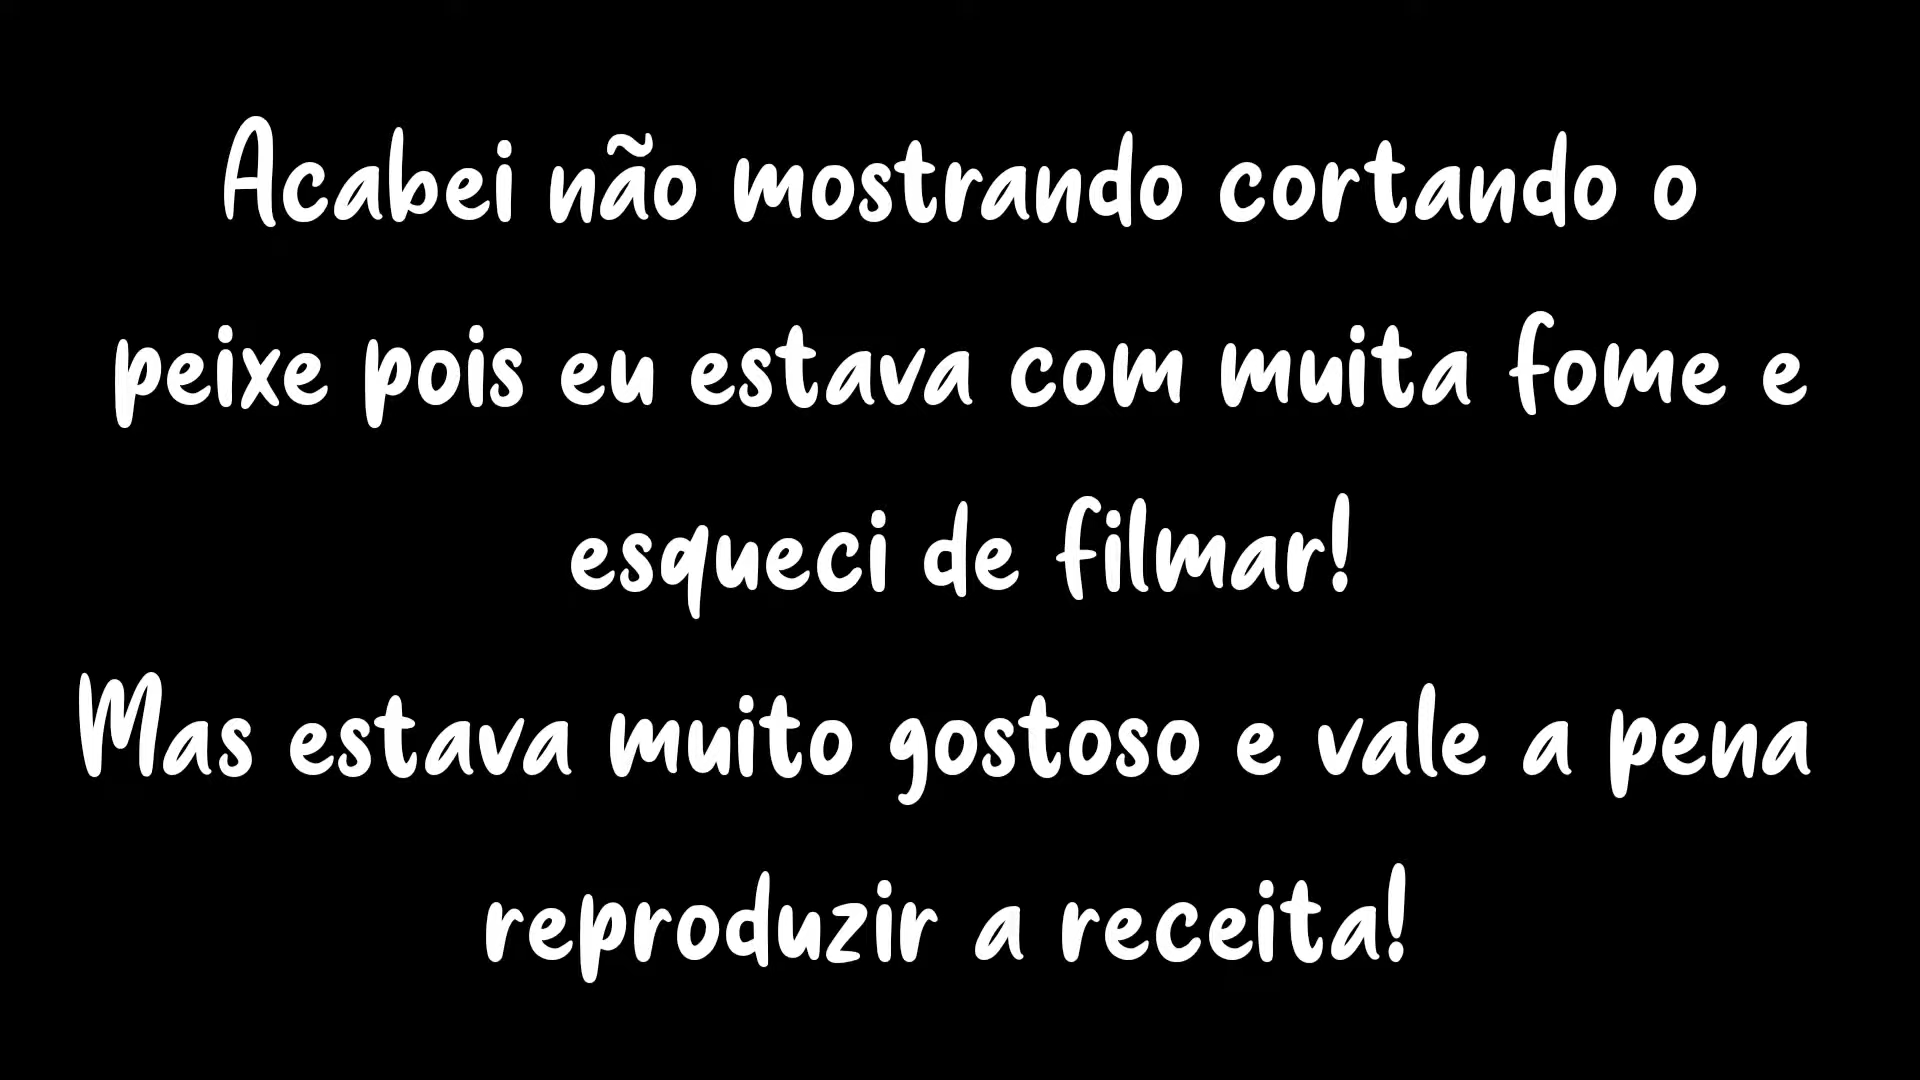 Acabei não mostrando cortando o
peixe pois eu estava com muita fome e
esqueci de filmar!
Mas estava muito gostoso e vale a pena
reproduzir a receita!